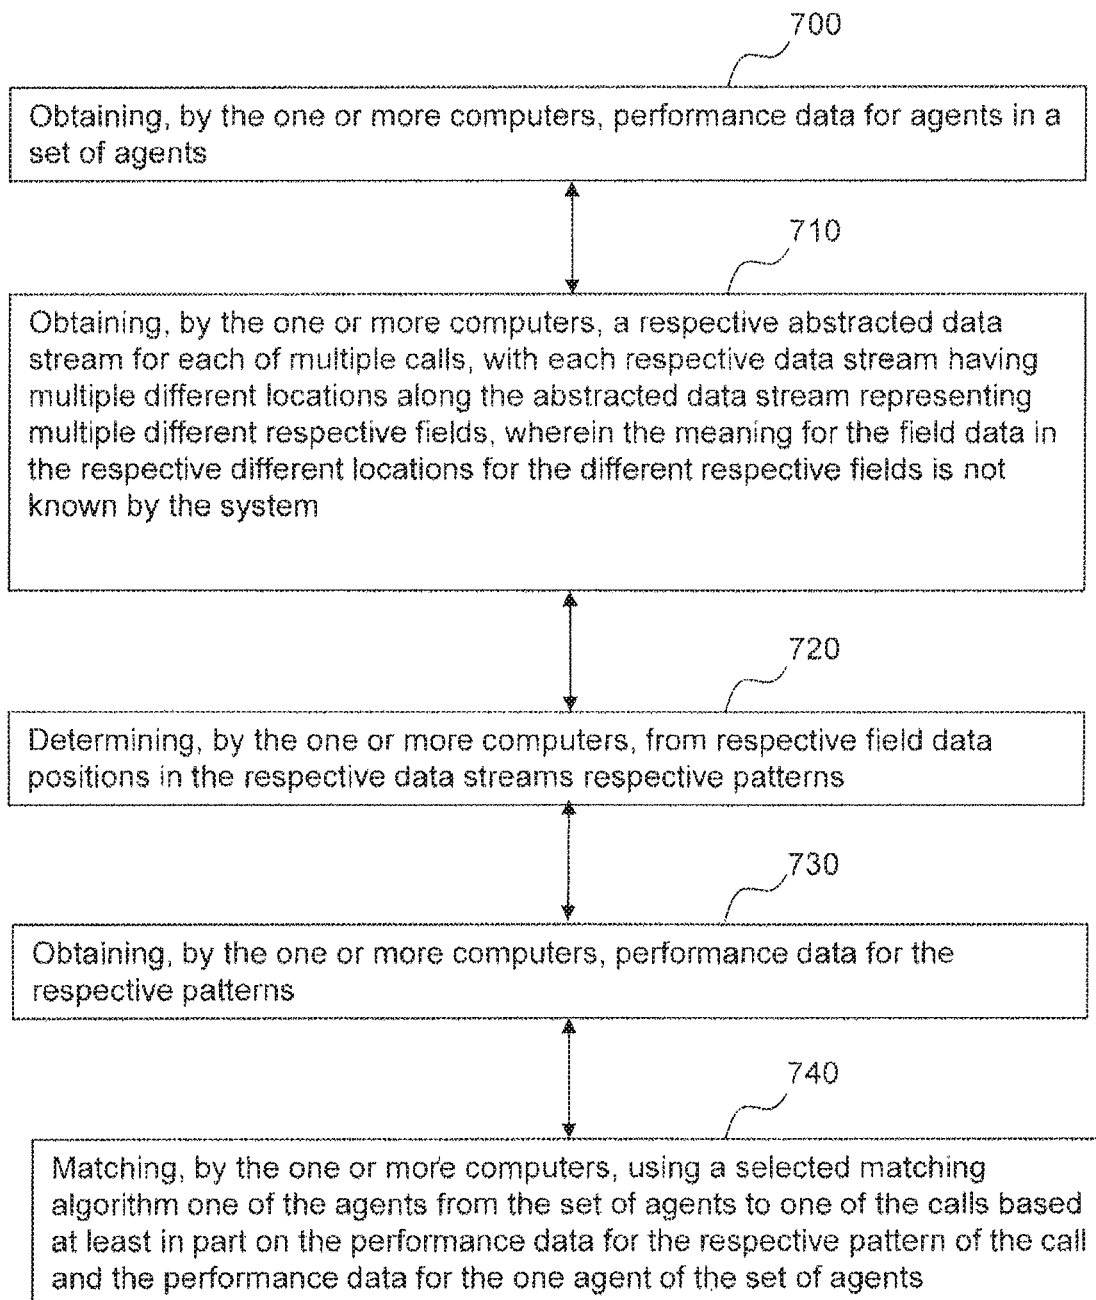 700
Obtaining, by the one or more computers, performance data for agents in a
set of agents
710
Obtaining, by the one or more computers, a respective abstracted data
stream for each of multiple calls, with each respective data stream having
multiple different locations along the abstracted data stream representing
multiple different respective fields, wherein the meaning for the field data in
the respective different locations for the different respective fields is not
known by the system
720
Determining, by the one or more computers, from respective field data
positions in the respective data streams respective patterns
730
Obtaining, by the one or more computers, performance data for the
respective patterns
740
Matching, by the one or more computers, using a selected matching
algorithm one of the agents from the set of agents to one of the calls based
at least in part on the performance data for the respective pattern of the call
and the performance data for the one agent of the set of agents